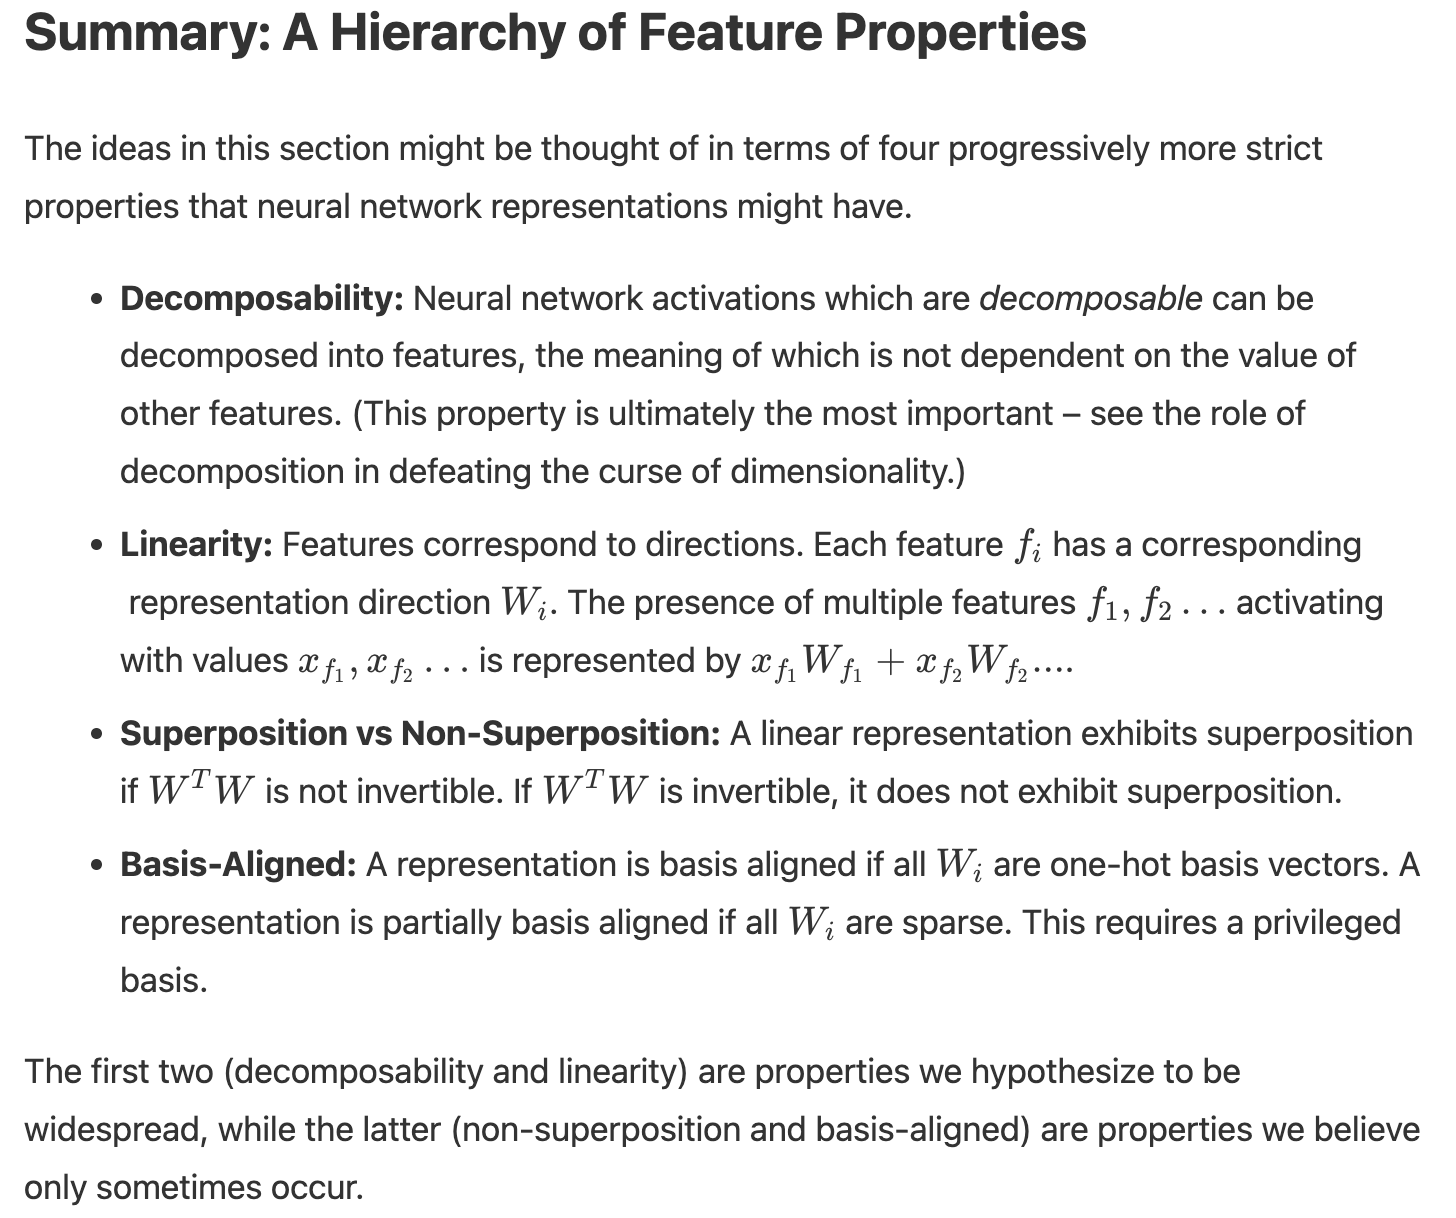 Summary: A Hierarchy of Feature Properties
The ideas in this section might be thought of in terms of four progressively more strict
properties that neural network representations might have.
• Decomposability: Neural network activations which are decomposable can be
decomposed into features, the meaning of which is not dependent on the value of
other features. (This property is ultimately the most important – see the role of
decomposition in defeating the curse of dimensionality.)
• Linearity: Features correspond to directions. Each feature $f_i$ has a corresponding
representation direction $W_i$. The presence of multiple features $f_1, f_2 \ldots$ activating
with values $x_{f_1}, x_{f_2} \ldots$ is represented by $x_{f_1} W_{f_1} + x_{f_2} W_{f_2}$....
• Superposition vs Non-Superposition: A linear representation exhibits superposition
if $W^T W$ is not invertible. If $W^T W$ is invertible, it does not exhibit superposition.
• Basis-Aligned: A representation is basis aligned if all $W_i$ are one-hot basis vectors. A
representation is partially basis aligned if all $W_i$ are sparse. This requires a privileged
basis.
The first two (decomposability and linearity) are properties we hypothesize to be
widespread, while the latter (non-superposition and basis-aligned) are properties we believe
only sometimes occur.